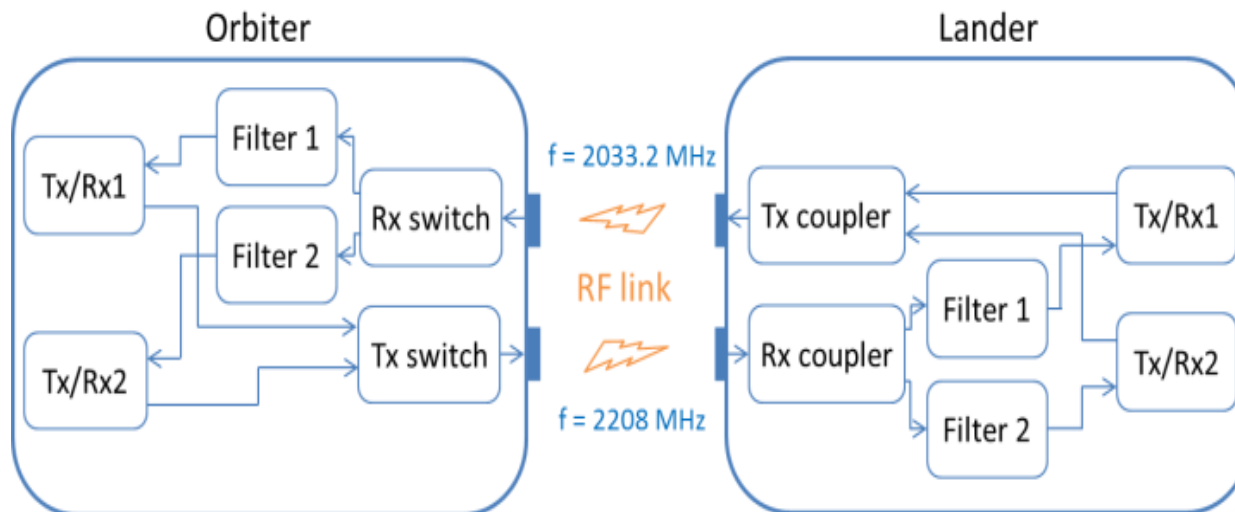 Orbiter
Lander
Filter 1
Tx/Rx1
Rx switch
Filter 2
Tx switch
Tx/Rx2
f = 2033.2 MHz
RF link
f = 2208 MHz
Tx coupler
Tx/Rx1
Filter 1
Rx coupler
Tx/Rx2
Filter 2